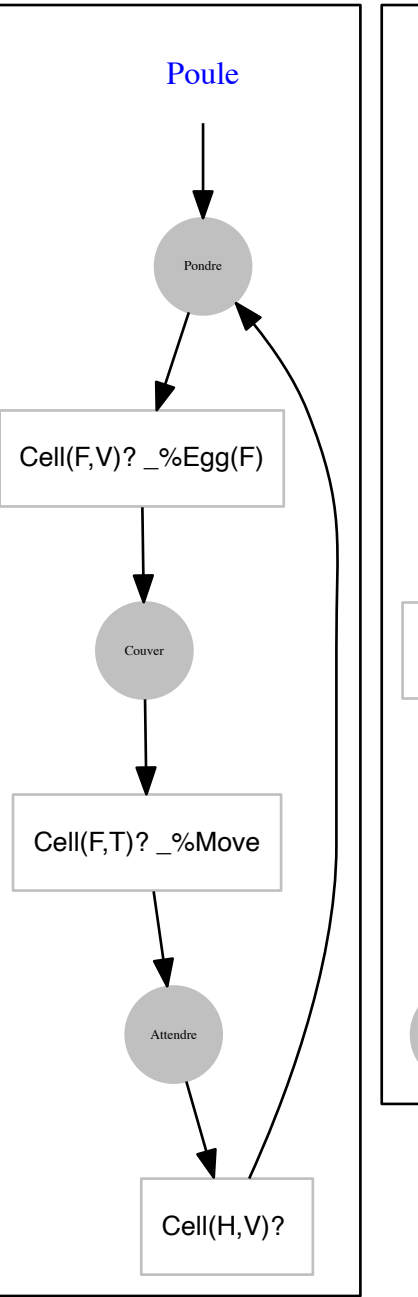 Poule
Pondre
Cell(F,V)? _%Egg(F)
Couver
Cell(F,T)? _%Move
Attendre
Cell(H,V)?